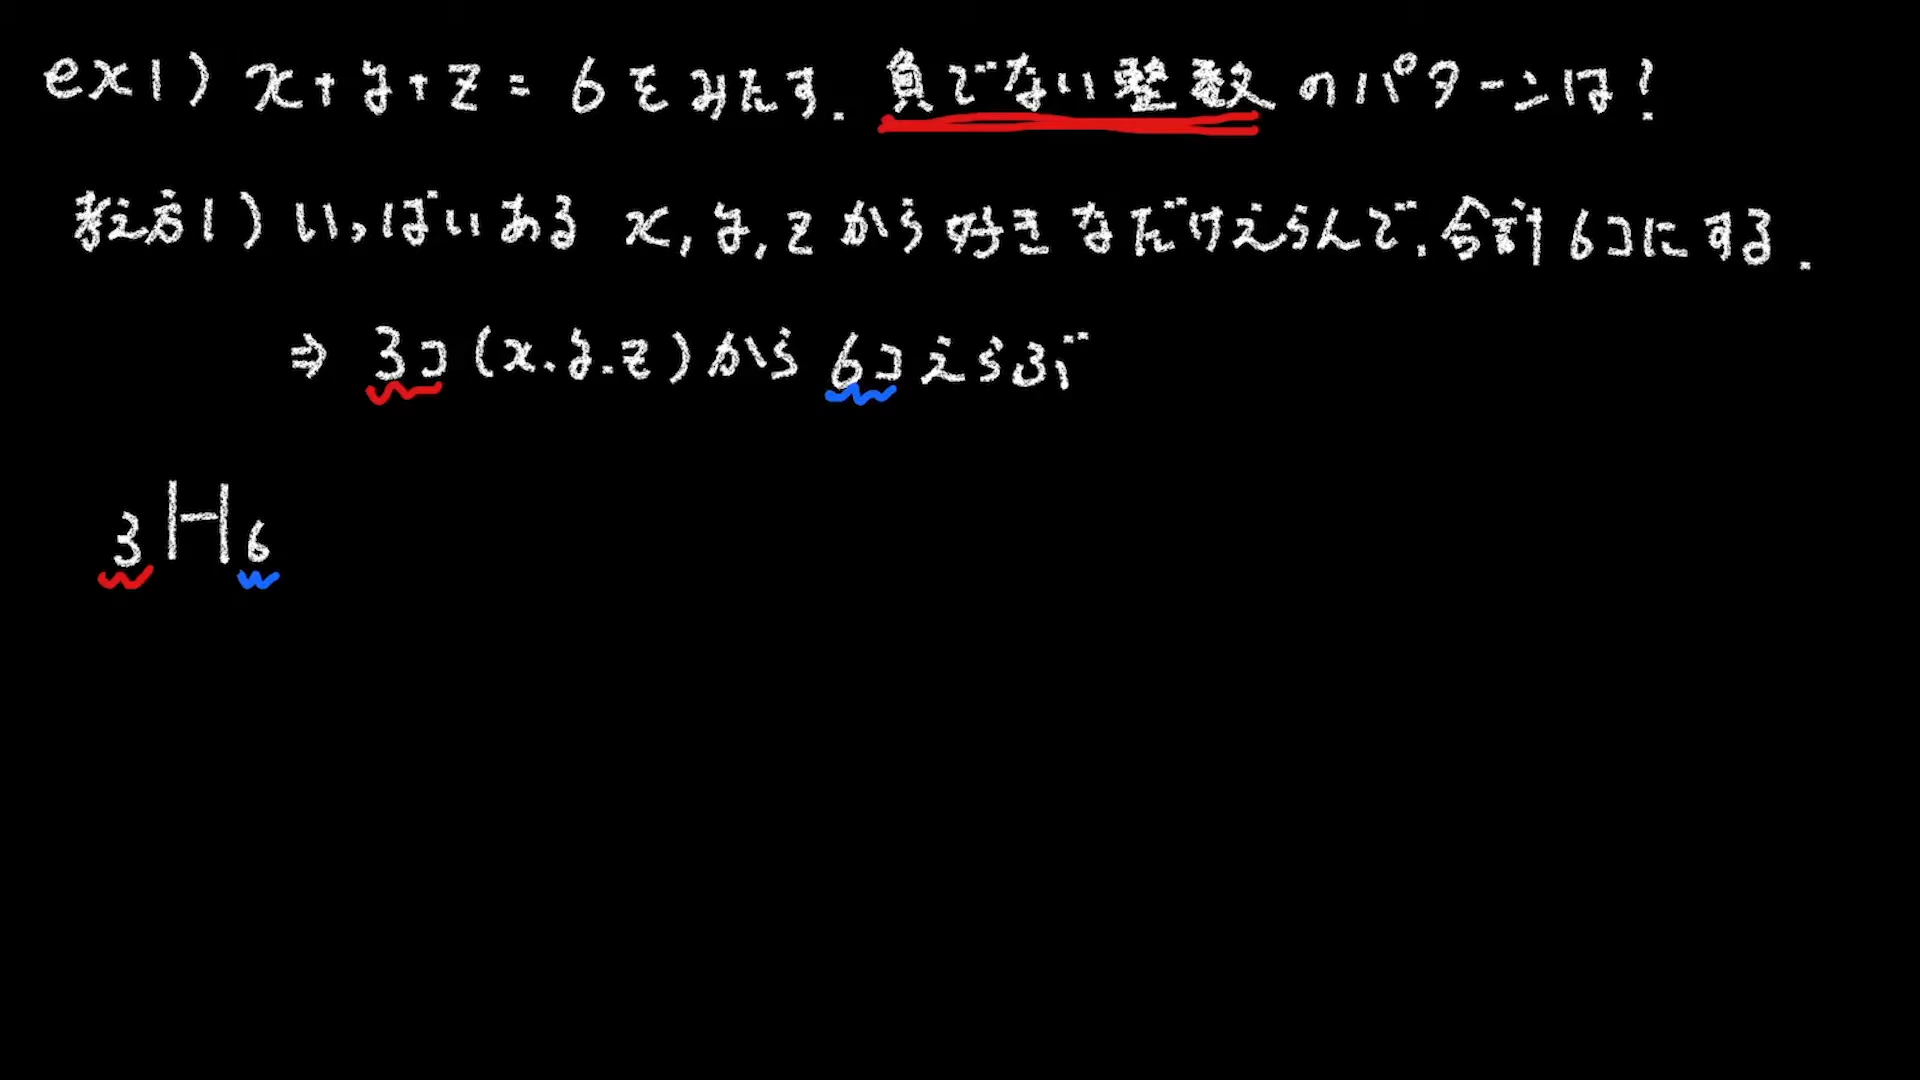 ex1) x+y+z=6をみたす.負でない整数のパターンは?
考え方1) いっぱいある x,y,zから好きなだけえらんで,合計6コにする.
⇒ 3コ(x.y.z)から6コえらぶ
3H6